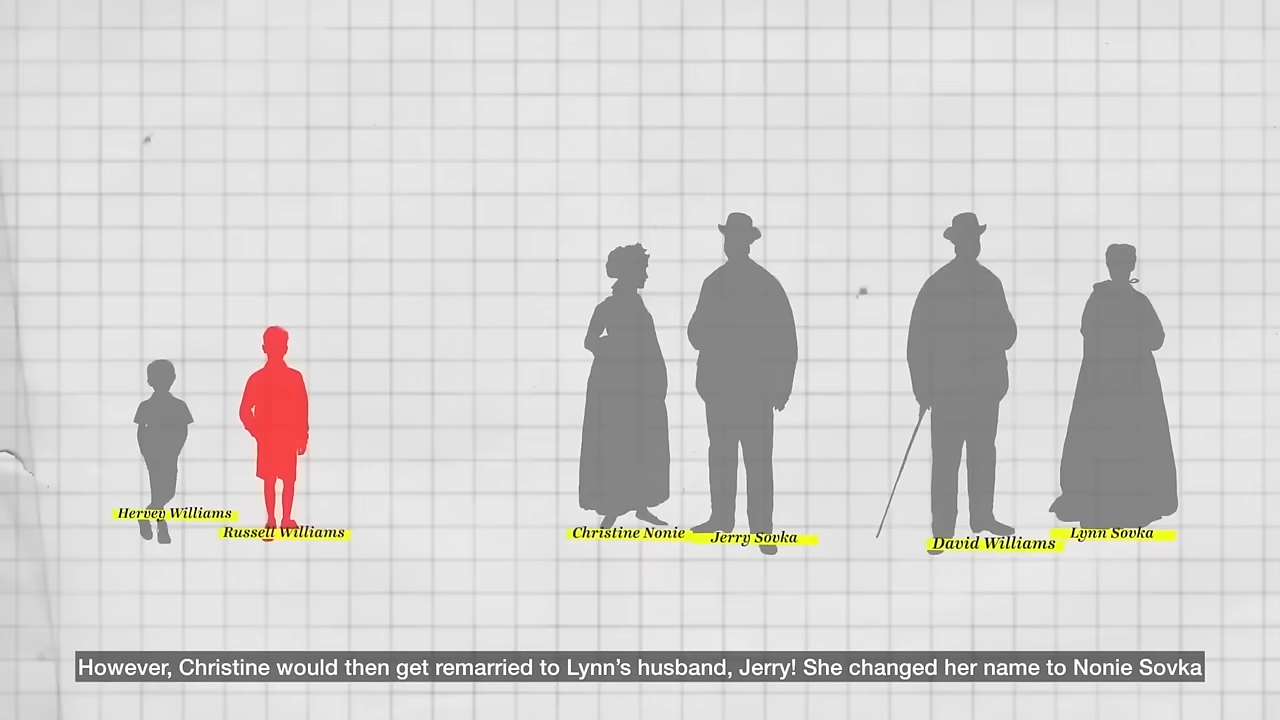 Hervey Williams
Russell Williams
Christine Nonie
Jerry Sovka
David Williams
Lynn Sovka
However, Christine would then get remarried to Lynn's husband, Jerry! She changed her name to Nonie Sovka